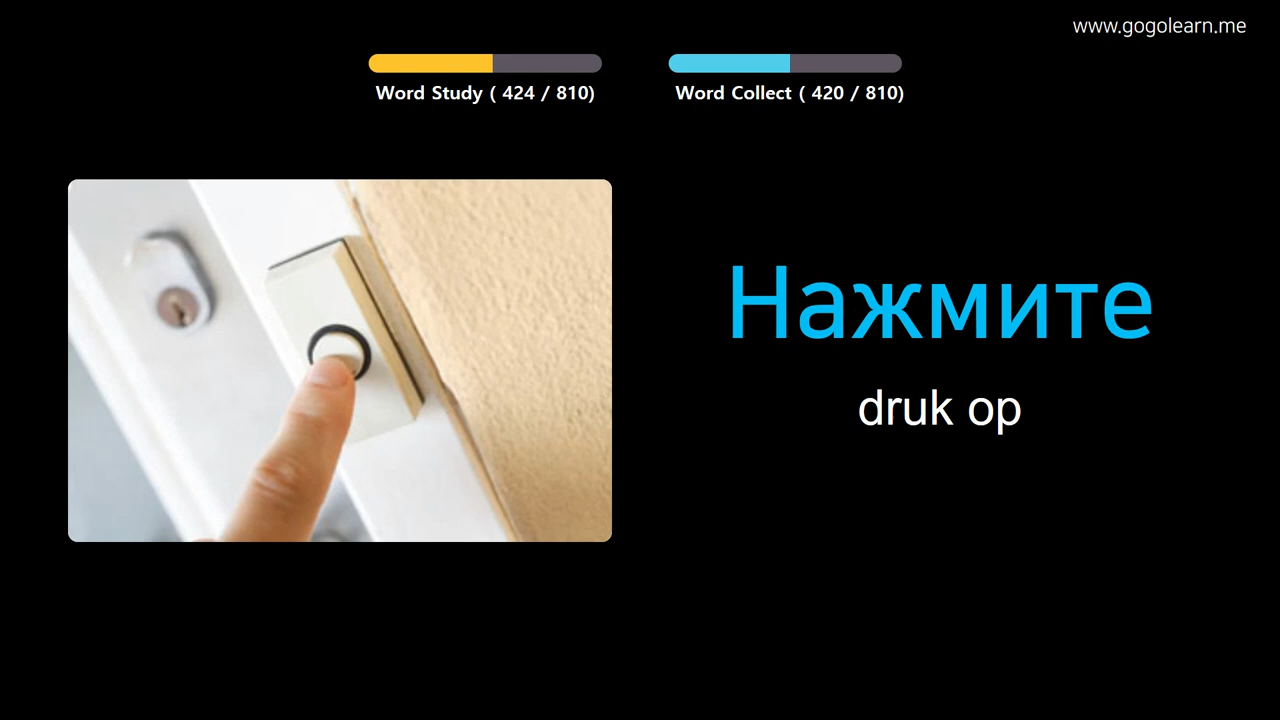 www.gogolearn.me
Word Study ( 424 / 810)
Word Collect ( 420 / 810)
Нажмите
druk op